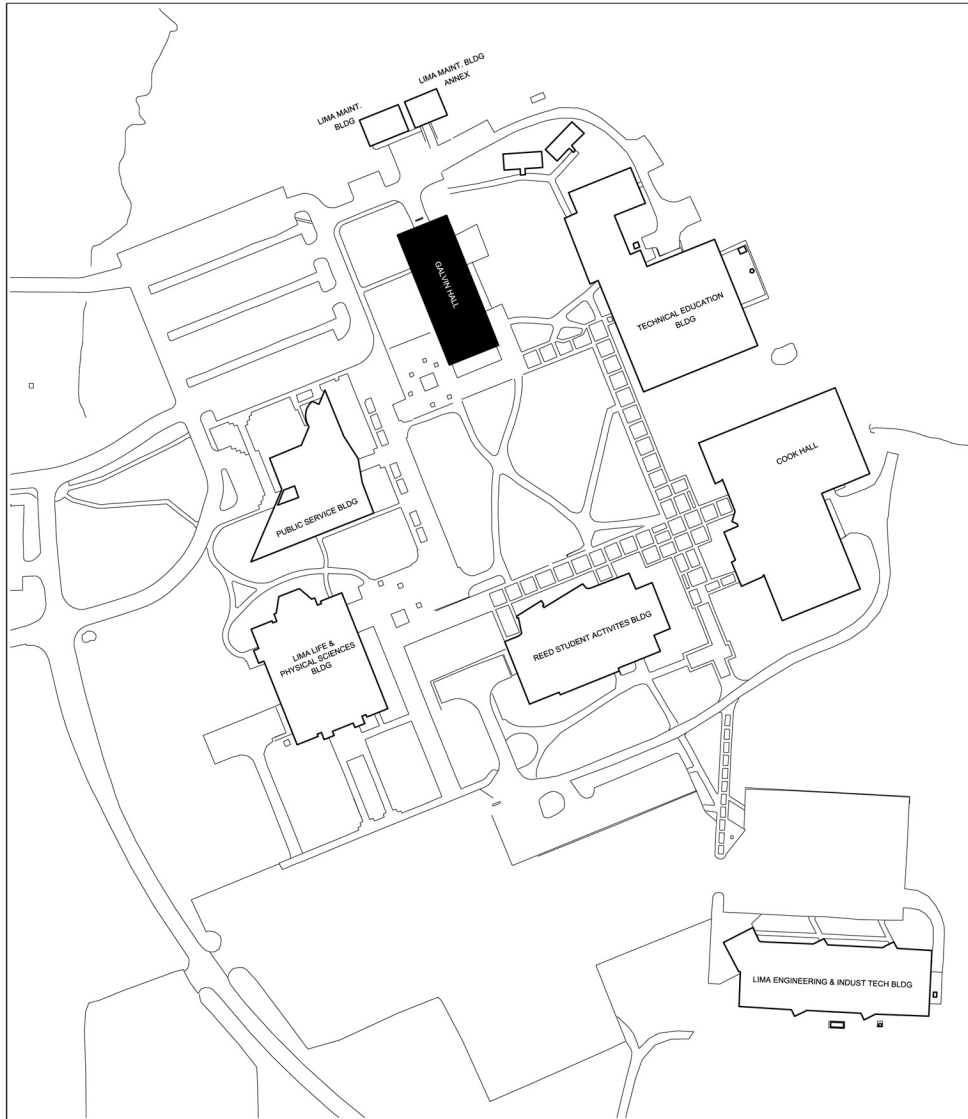 LIMA MAINT. BLDG
ANNEX
LIMA MAINT.
BLDG
GALVIN HALL
TECHNICAL EDUCATION
BLDG
COOK HALL
PUBLIC SERVICE BLDG
REED STUDENT ACTIVITES BLDG
LIMA LIFE &
PHYSICAL SCIENCES
BLDG
LIMA ENGINEERING & INDUST TECH BLDG